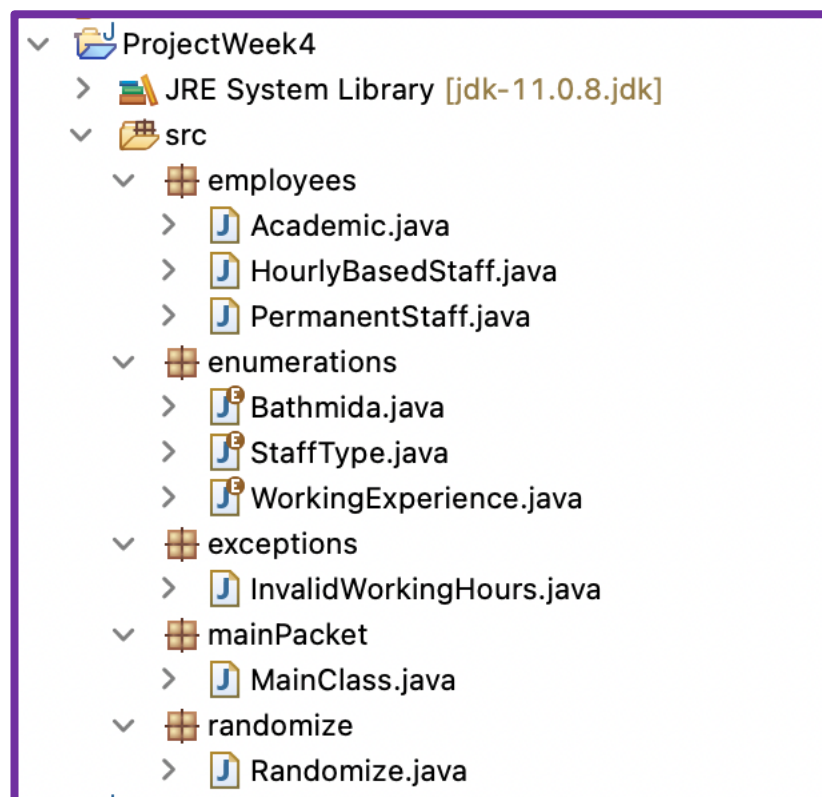 ProjectWeek4
JRE System Library [jdk-11.0.8.jdk]
src
employees
Academic.java
HourlyBasedStaff.java
PermanentStaff.java
enumerations
Bathmida.java
StaffType.java
WorkingExperience.java
exceptions
InvalidWorkingHours.java
mainPacket
MainClass.java
randomize
Randomize.java